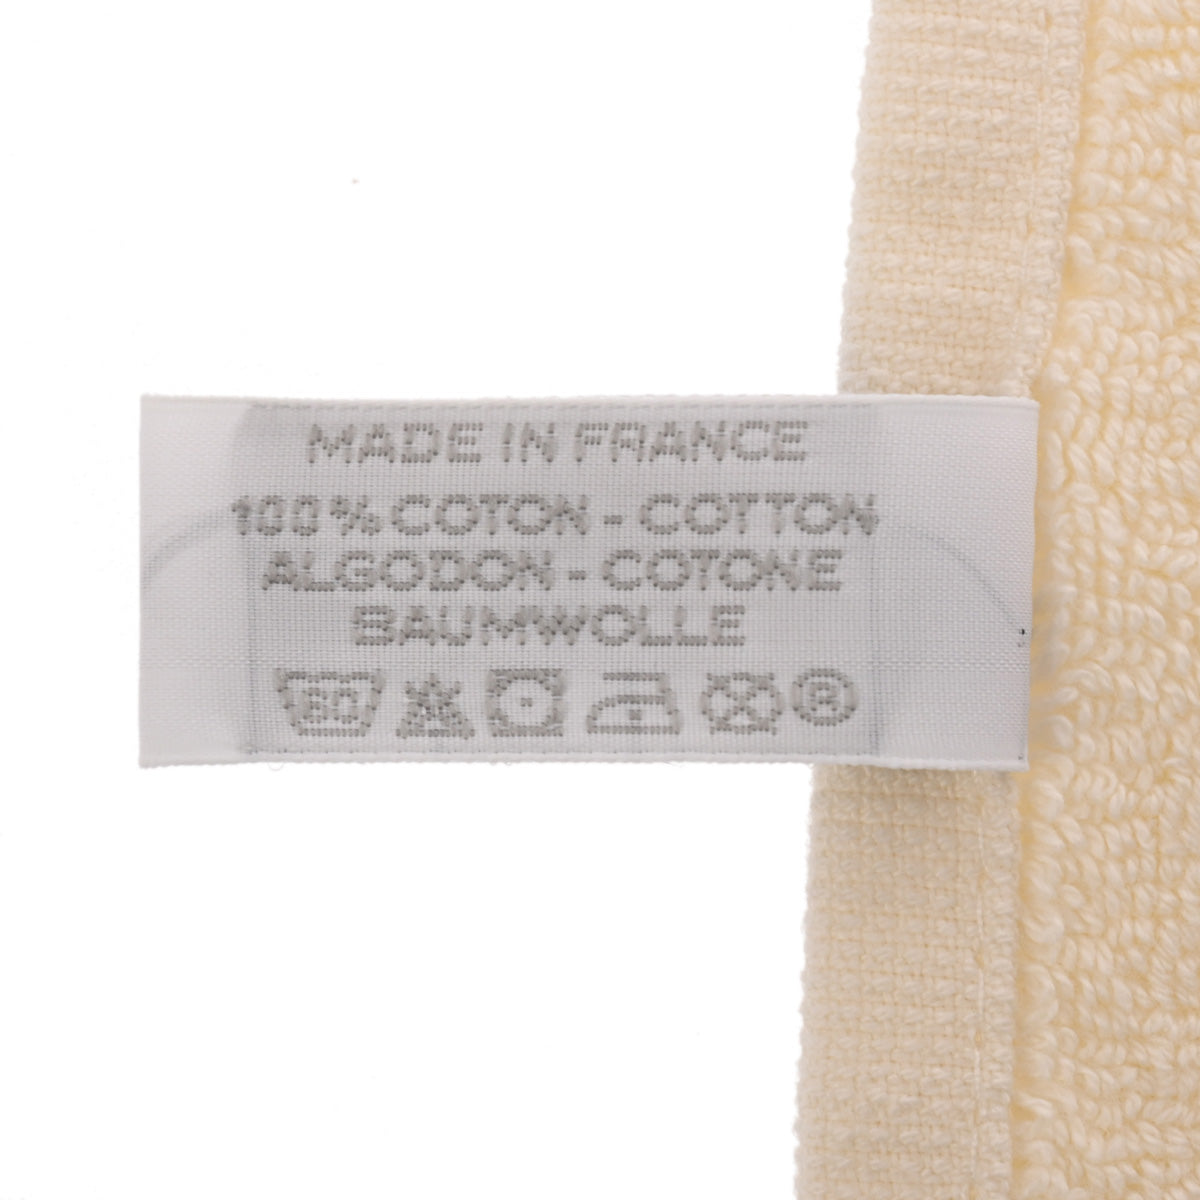 MADE IN FRANCE
100% COTON - COTTON
ALGODON - COTONE
BAUMWOLLE
®